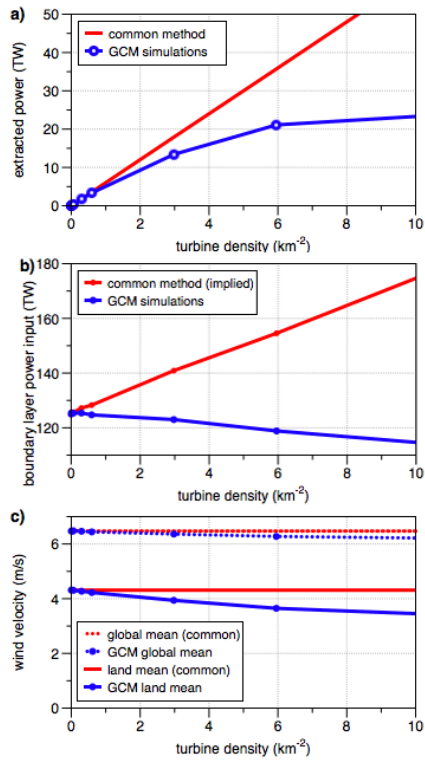 a)
50
40
30
20
10
0
extracted power (TW)
common method
GCM simulations
0 2 4 6 8 10
turbine density (km-2)
b)
180
160
140
120
boundary layer power input (TW)
common method (implied)
GCM simulations
0 2 4 6 8 10
turbine density (km-2)
c)
6
4
2
0
wind velocity (m/s)
global mean (common)
GCM global mean
land mean (common)
GCM land mean
0 2 4 6 8 10
turbine density (km-2)